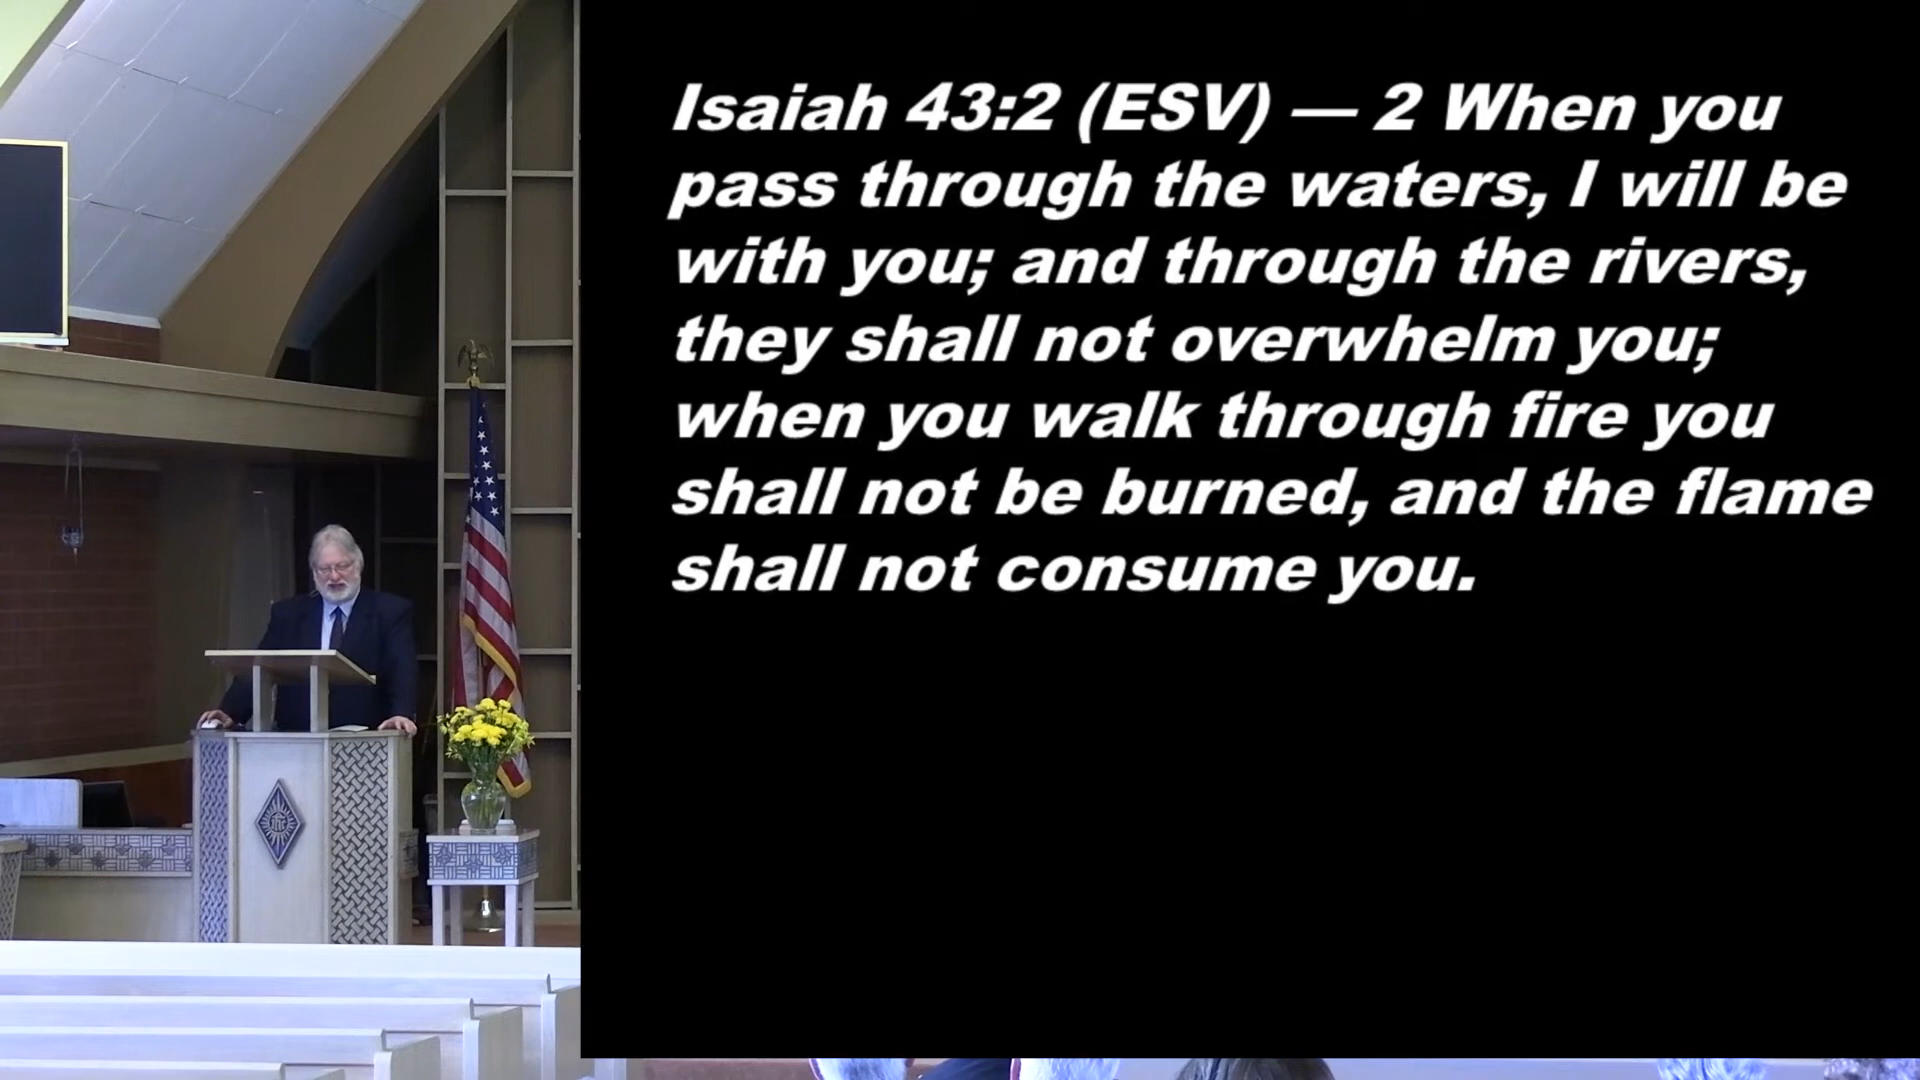 Isaiah 43:2 (ESV) — 2 When you
pass through the waters, I will be
with you; and through the rivers,
they shall not overwhelm you;
when you walk through fire you
shall not be burned, and the flame
shall not consume you.